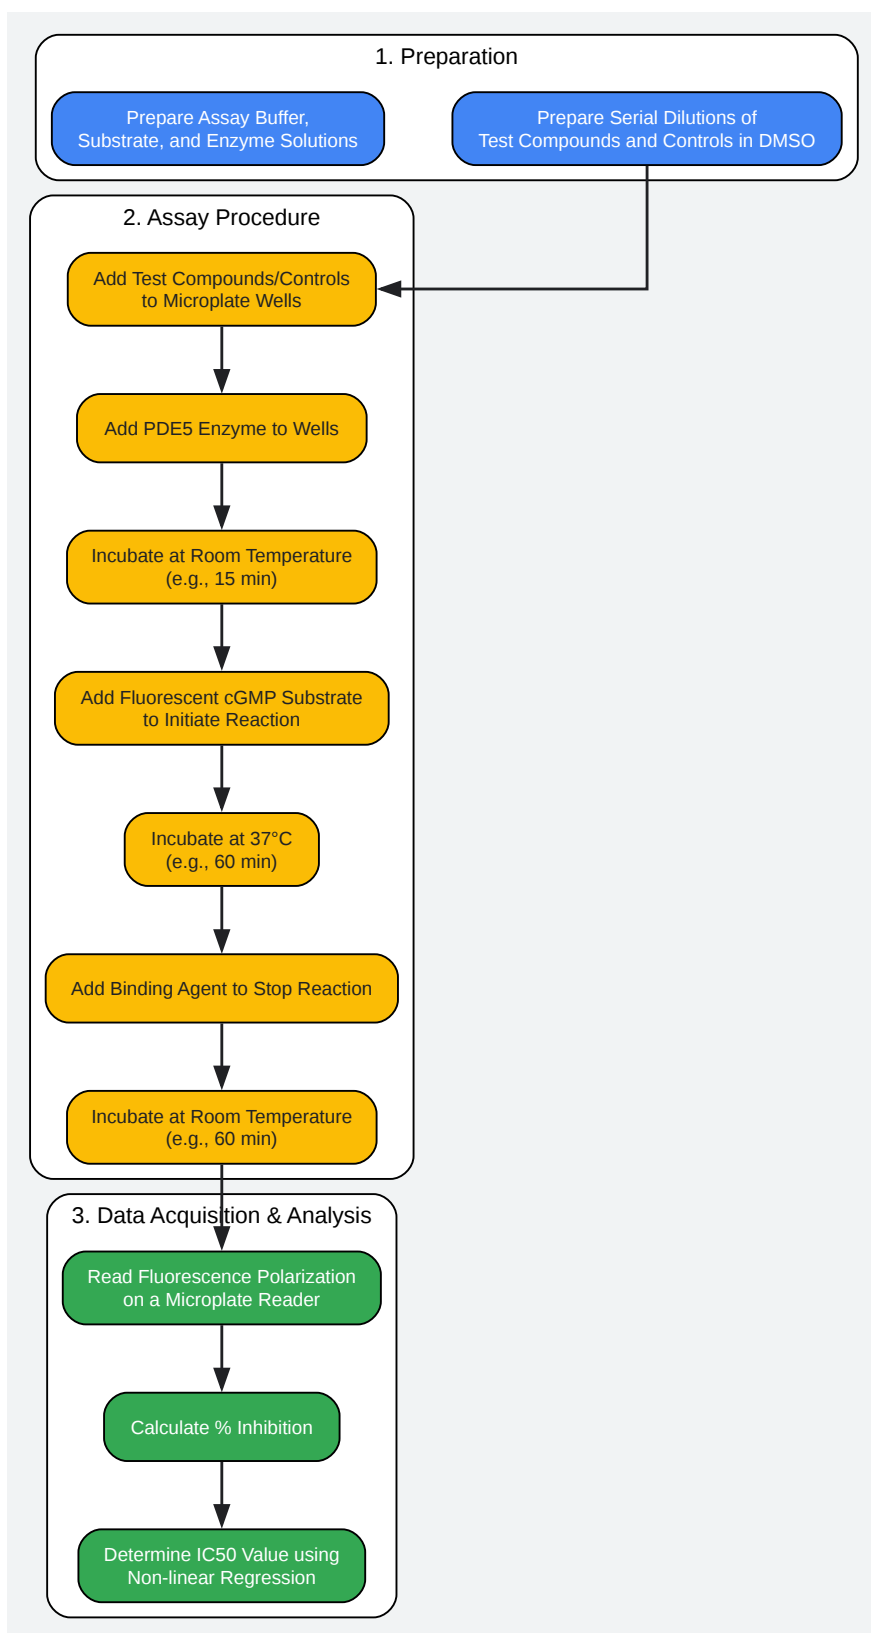 1. Preparation
Prepare Assay Buffer,
Substrate, and Enzyme Solutions
Prepare Serial Dilutions of
Test Compounds and Controls in DMSO
2. Assay Procedure
Add Test Compounds/Controls
to Microplate Wells
Add PDE5 Enzyme to Wells
Incubate at Room Temperature
(e.g., 15 min)
Add Fluorescent cGMP Substrate
to Initiate Reaction
Incubate at 37°C
(e.g., 60 min)
Add Binding Agent to Stop Reaction
Incubate at Room Temperature
(e.g., 60 min)
3. Data Acquisition & Analysis
Read Fluorescence Polarization
on a Microplate Reader
Calculate % Inhibition
Determine IC50 Value using
Non-linear Regression